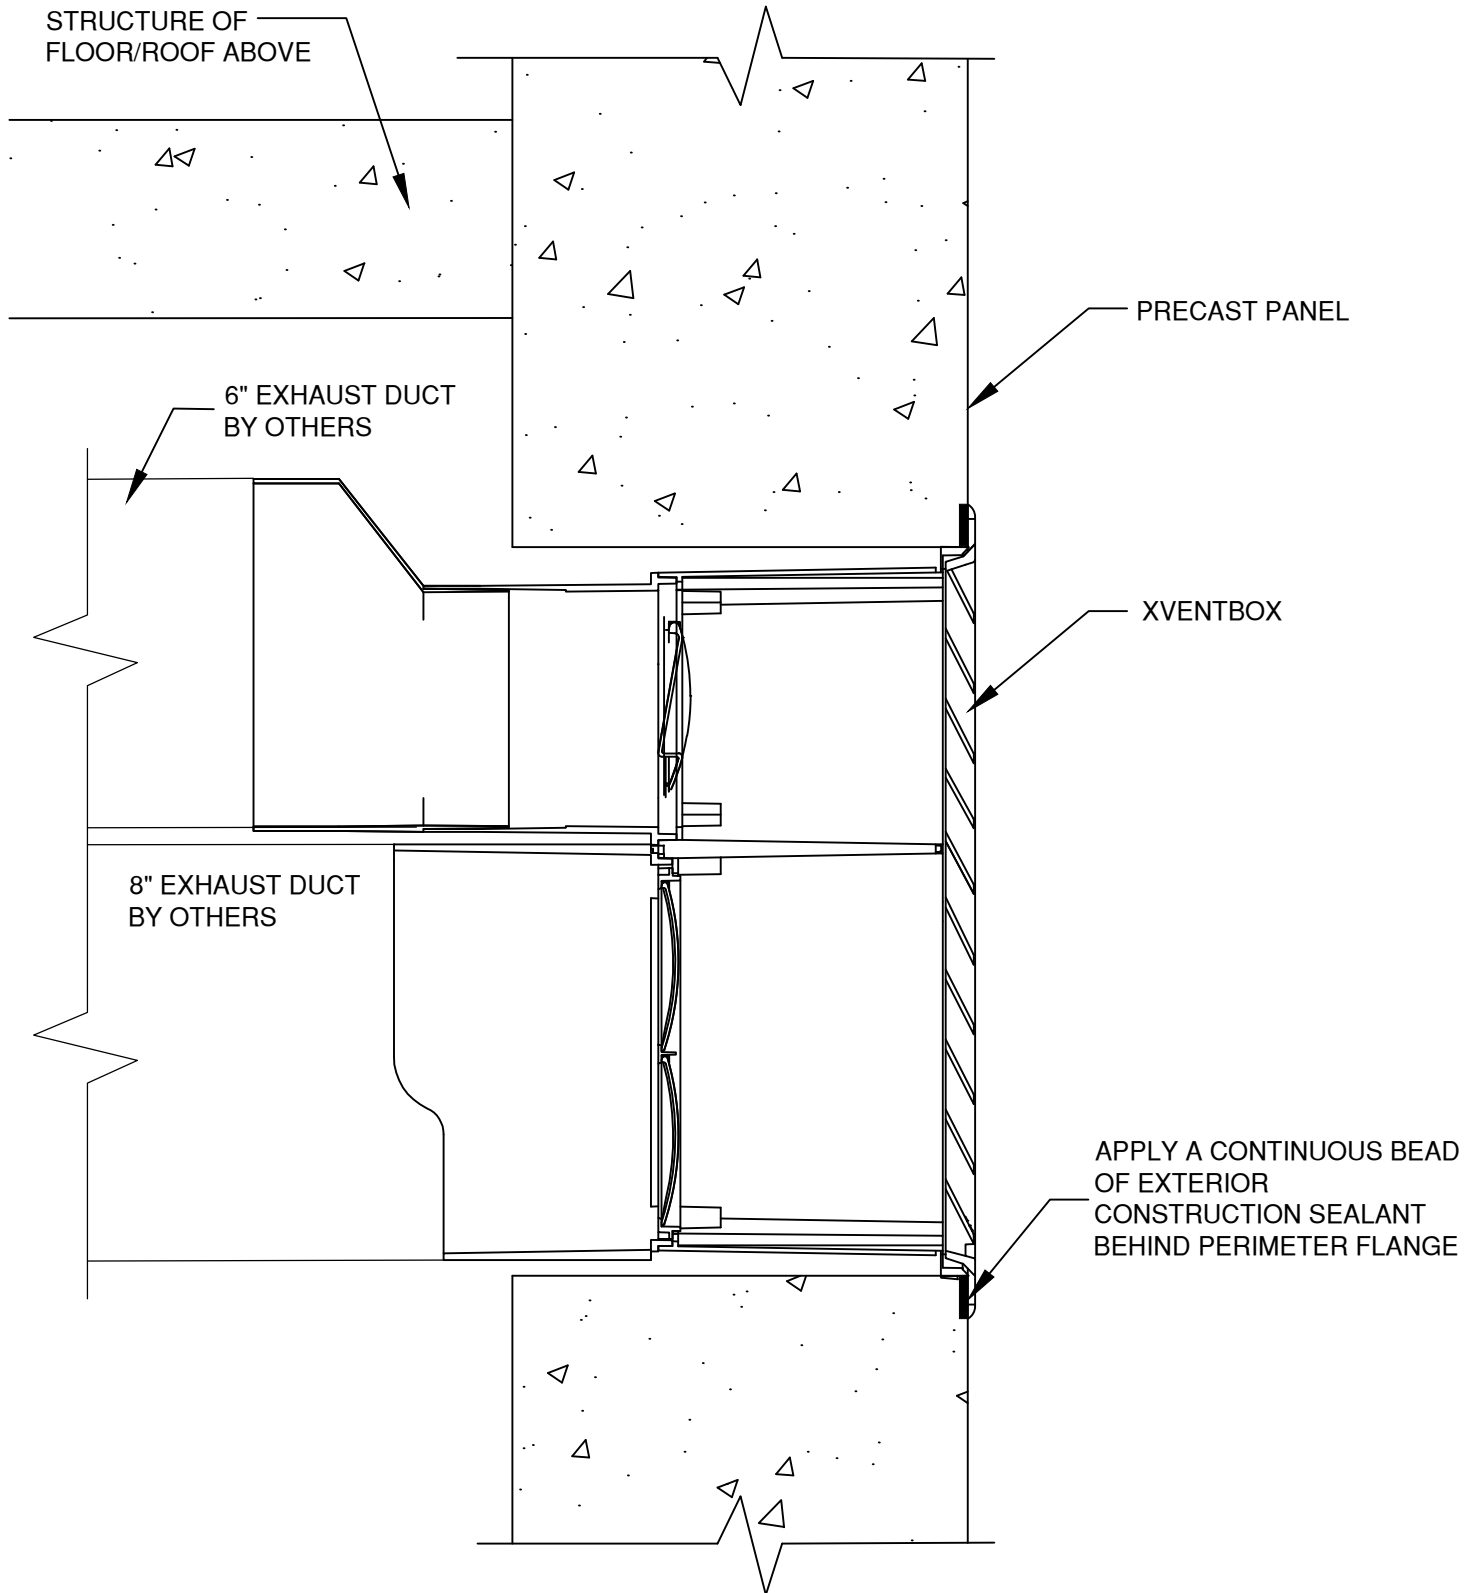 STRUCTURE OF
FLOOR/ROOF ABOVE
PRECAST PANEL
6" EXHAUST DUCT
BY OTHERS
XVENTBOX
8" EXHAUST DUCT
BY OTHERS
APPLY A CONTINUOUS BEAD
OF EXTERIOR
CONSTRUCTION SEALANT
BEHIND PERIMETER FLANGE